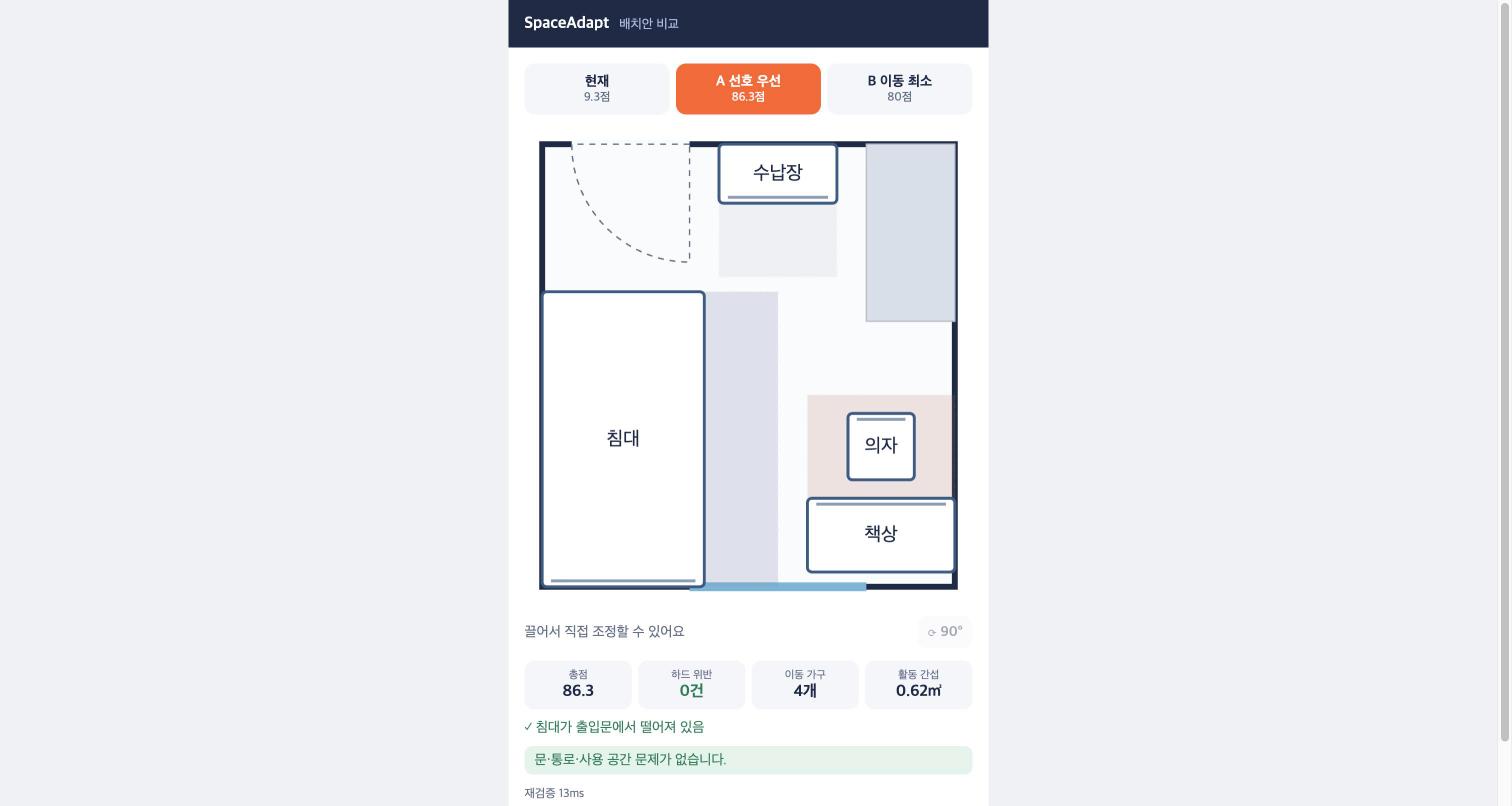 SpaceAdapt 배치안 비교
현재
9.3점
A 선호 우선
86.3점
B 이동 최소
80점
수납장
침대
의자
책상
끌어서 직접 조정할 수 있어요
⟳ 90°
총점
86.3
하드 위반
0건
이동 가구
4개
활동 간섭
0.62㎡
✓ 침대가 출입문에서 떨어져 있음
문·통로·사용 공간 문제가 없습니다.
재검증 13ms